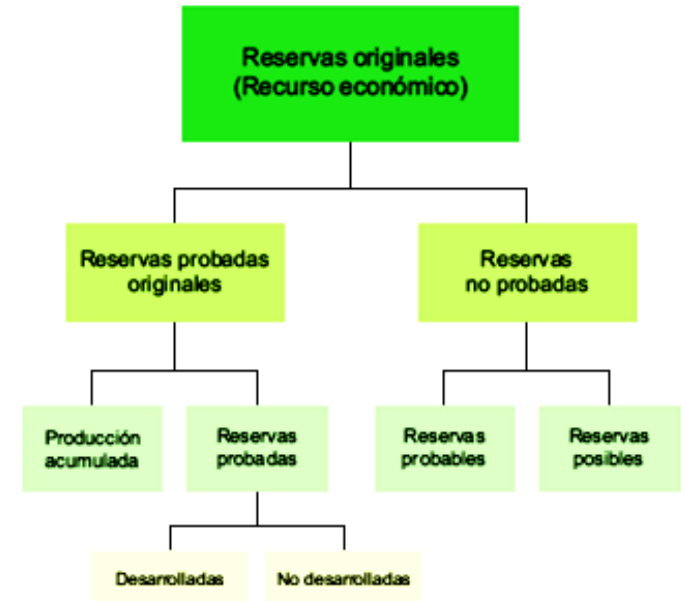 Reservas originales
(Recurso económico)
Reservas probadas
originales
Reservas
no probadas
Producción
acumulada
Reservas
probadas
Reservas
probables
Reservas
posibles
Desarrolladas
No desarrolladas